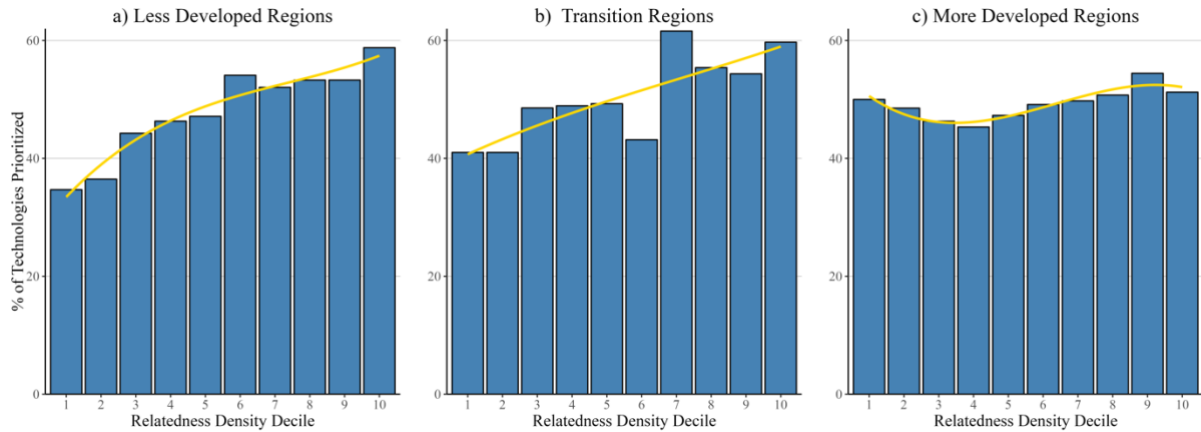 a) Less Developed Regions
b) Transition Regions
c) More Developed Regions
% of Technologies Prioritized
60
40
20
0
1 2 3 4 5 6 7 8 9 10
Relatedness Density Decile
60
40
20
0
1 2 3 4 5 6 7 8 9 10
Relatedness Density Decile
60
40
20
0
1 2 3 4 5 6 7 8 9 10
Relatedness Density Decile